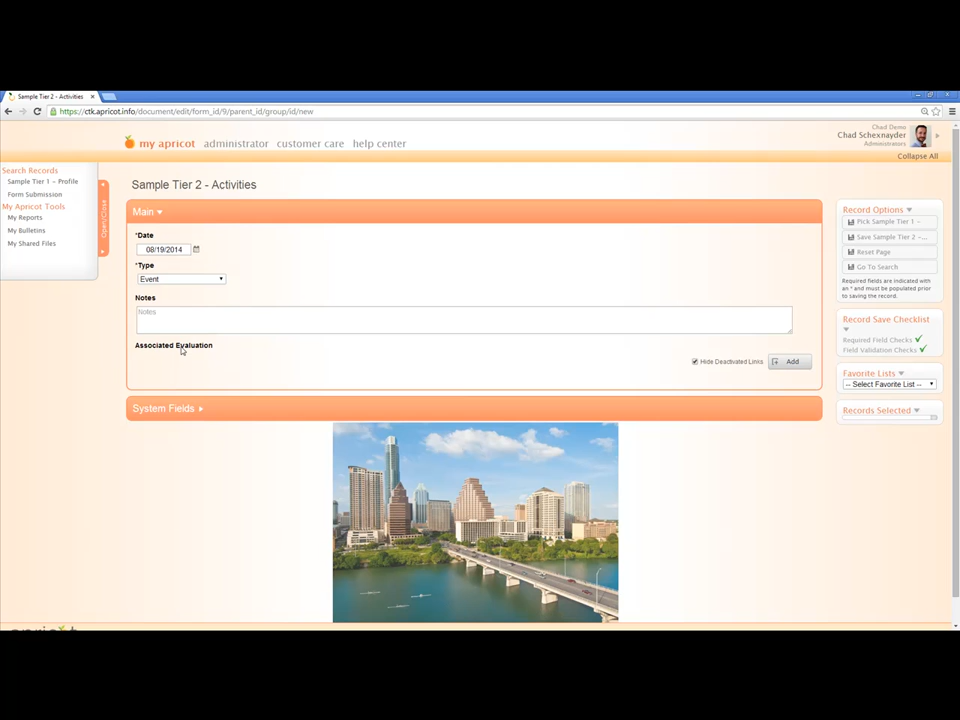 Sample Tier 2 - Activities
https://ctk.apricot.info/document/edit/form_id/9/parent_id/group/id/new
my apricot administrator customer care help center
Chad Demo
Chad Schexnayder
Administrators
Collapse All
Search Records
Sample Tier 1 - Profile
Form Submission
My Apricot Tools
My Reports
My Bulletins
My Shared Files
Open/Close
Sample Tier 2 - Activities
Main
*Date
08/19/2014
*Type
Event
Notes
Notes
Associated Evaluation
Hide Deactivated Links
Add
System Fields
Record Options
Pick Sample Tier 1 -
Save Sample Tier 2 -...
Reset Page
Go To Search
Required fields are indicated with
an * and must be populated prior
to saving the record.
Record Save Checklist
Required Field Checks
Field Validation Checks
Favorite Lists
-- Select Favorite List --
Records Selected